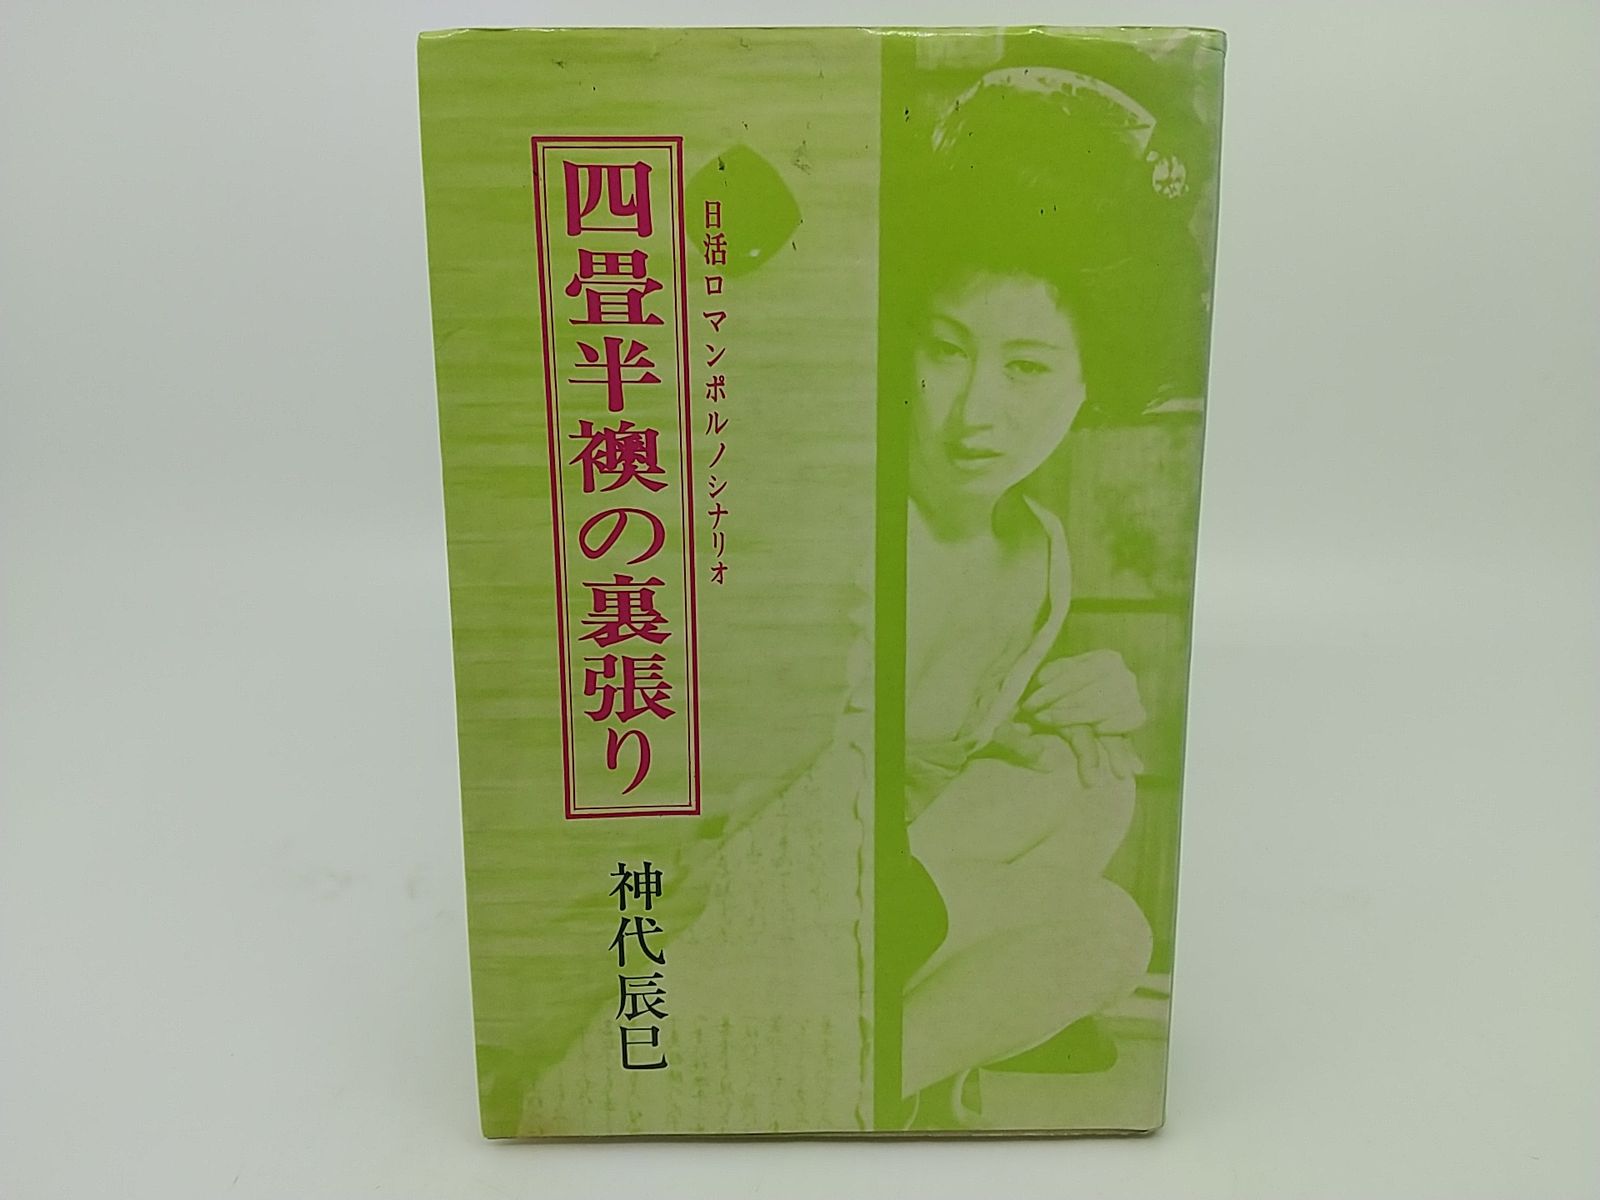 日活ロマンポルノシナリオ
四畳半襖の裏張り
神代辰巳